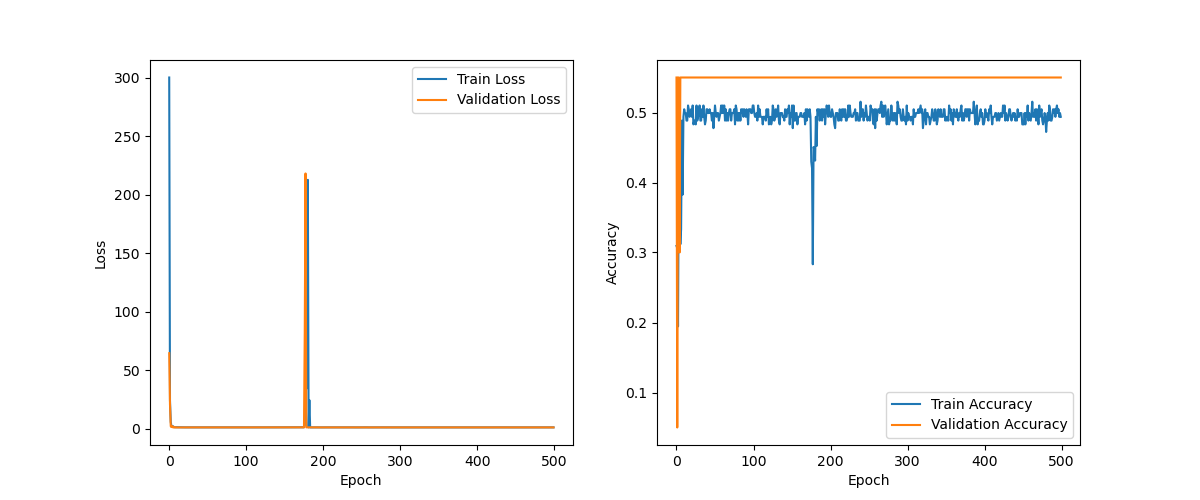 300
250
200
150
100
50
0
Loss
0 100 200 300 400 500
Epoch
Train Loss
Validation Loss
0.5
0.4
0.3
0.2
0.1
Accuracy
0 100 200 300 400 500
Epoch
Train Accuracy
Validation Accuracy